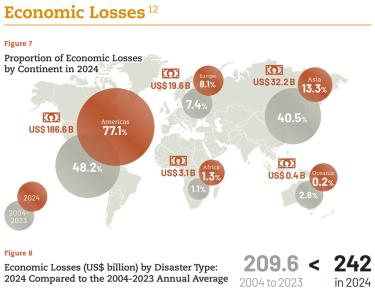 Economic Losses 12
Figure 7
Proportion of Economic Losses
by Continent in 2024
Americas
77.1%
US$ 186.6 B
48.2%
Europe
8.1%
US$ 19.6 B
7.4%
Asia
13.3%
US$ 32.2 B
40.5%
Africa
1.3%
US$ 3.1 B
1.1%
Oceania
0.2%
US$ 0.4 B
2.8%
2024
2004-
2023
Figure 8
Economic Losses (US$ billion) by Disaster Type:
2024 Compared to the 2004-2023 Annual Average
209.6 < 242
2004 to 2023 in 2024